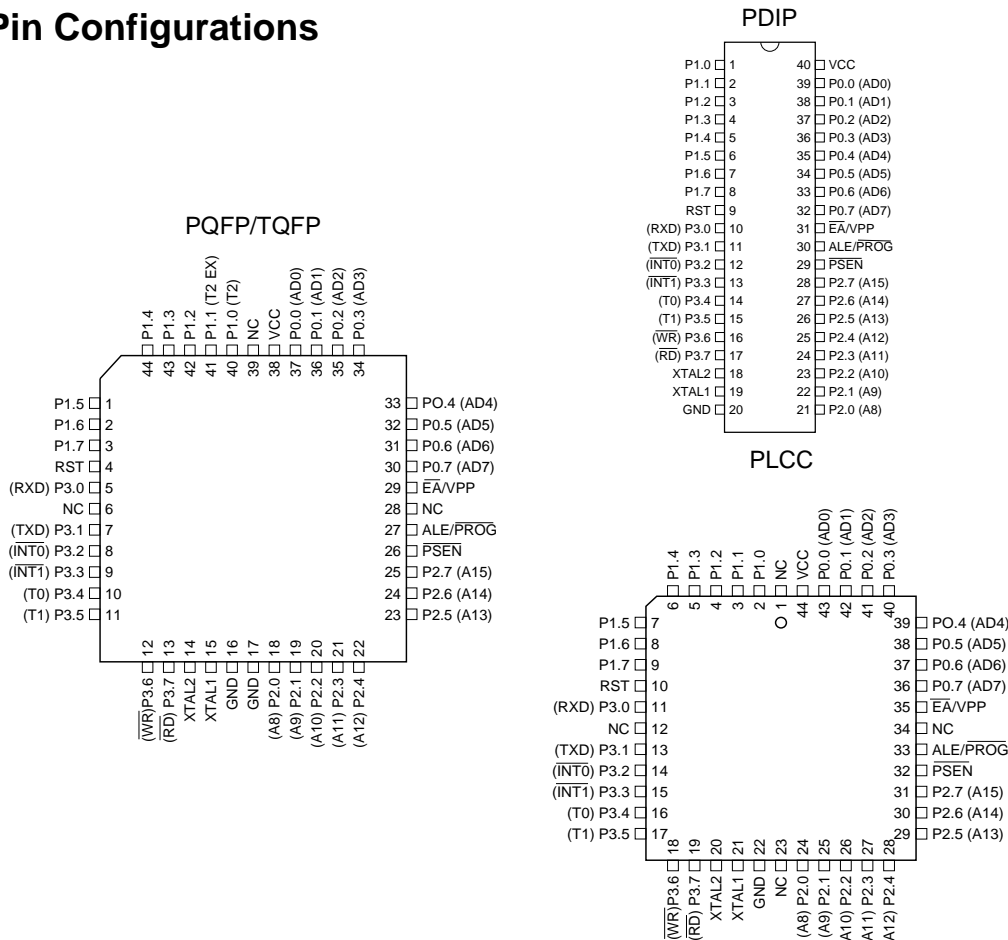 Pin Configurations
PDIP
P1.0 1 40 VCC
P1.1 2 39 P0.0 (AD0)
P1.2 3 38 P0.1 (AD1)
P1.3 4 37 P0.2 (AD2)
P1.4 5 36 P0.3 (AD3)
P1.5 6 35 P0.4 (AD4)
P1.6 7 34 P0.5 (AD5)
P1.7 8 33 P0.6 (AD6)
RST 9 32 P0.7 (AD7)
(RXD) P3.0 10 31 EA/VPP
(TXD) P3.1 11 30 ALE/PROG
(INT0) P3.2 12 29 PSEN
(INT1) P3.3 13 28 P2.7 (A15)
(T0) P3.4 14 27 P2.6 (A14)
(T1) P3.5 15 26 P2.5 (A13)
(WR) P3.6 16 25 P2.4 (A12)
(RD) P3.7 17 24 P2.3 (A11)
XTAL2 18 23 P2.2 (A10)
XTAL1 19 22 P2.1 (A9)
GND 20 21 P2.0 (A8)
PQFP/TQFP
44 P1.4
43 P1.3
42 P1.2
41 P1.1 (T2 EX)
40 P1.0 (T2)
39 NC
38 VCC
37 P0.0 (AD0)
36 P0.1 (AD1)
35 P0.2 (AD2)
34 P0.3 (AD3)
P1.5 1 33 PO.4 (AD4)
P1.6 2 32 P0.5 (AD5)
P1.7 3 31 P0.6 (AD6)
RST 4 30 P0.7 (AD7)
(RXD) P3.0 5 29 EA/VPP
NC 6 28 NC
(TXD) P3.1 7 27 ALE/PROG
(INT0) P3.2 8 26 PSEN
(INT1) P3.3 9 25 P2.7 (A15)
(T0) P3.4 10 24 P2.6 (A14)
(T1) P3.5 11 23 P2.5 (A13)
(WR)P3.6 12
(RD) P3.7 13
XTAL2 14
XTAL1 15
GND 16
GND 17
(A8) P2.0 18
(A9) P2.1 19
(A10) P2.2 20
(A11) P2.3 21
(A12) P2.4 22
PLCC
6 P1.4
5 P1.3
4 P1.2
3 P1.1
2 P1.0
1 NC
44 VCC
43 P0.0 (AD0)
42 P0.1 (AD1)
41 P0.2 (AD2)
40 P0.3 (AD3)
P1.5 7 39 PO.4 (AD4)
P1.6 8 38 P0.5 (AD5)
P1.7 9 37 P0.6 (AD6)
RST 10 36 P0.7 (AD7)
(RXD) P3.0 11 35 EA/VPP
NC 12 34 NC
(TXD) P3.1 13 33 ALE/PROG
(INT0) P3.2 14 32 PSEN
(INT1) P3.3 15 31 P2.7 (A15)
(T0) P3.4 16 30 P2.6 (A14)
(T1) P3.5 17 29 P2.5 (A13)
(WR)P3.6 18
(RD) P3.7 19
XTAL2 20
XTAL1 21
GND 22
NC 23
(A8) P2.0 24
(A9) P2.1 25
A10) P2.2 26
A11) P2.3 27
A12) P2.4 28